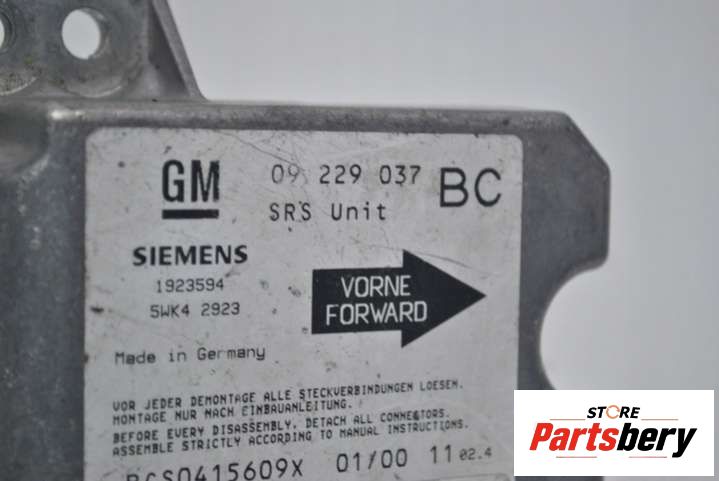 GM 09 229 037 BC
SRS Unit
SIEMENS
1923594
5WK4 2923
VORNE
FORWARD
Made in Germany
VOR JEDER DEMONTAGE ALLE STECKVERBINDUNGEN LOESEN.
MONTAGE NUR NACH EINBAUANLEITUNG.
BEFORE EVERY DISASSEMBLY, DETACH ALL CONNECTORS.
ASSEMBLE STRICTLY ACCORDING TO MANUAL INSTRUCTIONS.
01/00 11 02.4
STORE
Partsbery